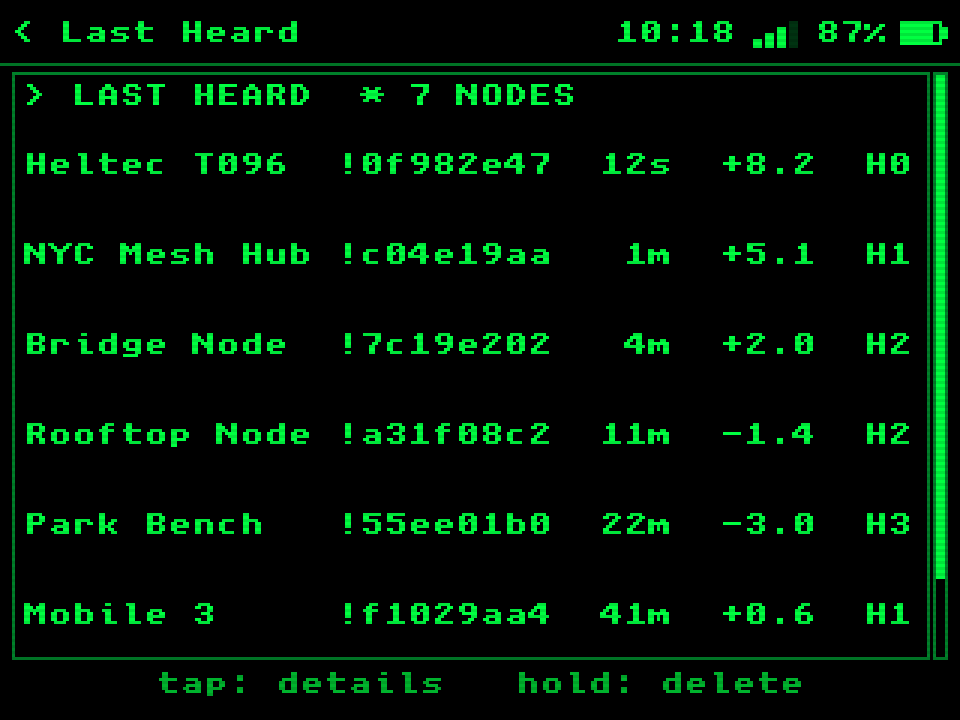 < Last Heard 10:18 87%
> LAST HEARD * 7 NODES
Heltec T096 !0f982e47 12s +8.2 H0
NYC Mesh Hub !c04e19aa 1m +5.1 H1
Bridge Node !7c19e202 4m +2.0 H2
Rooftop Node !a31f08c2 11m -1.4 H2
Park Bench !55ee01b0 22m -3.0 H3
Mobile 3 !f1029aa4 41m +0.6 H1
tap: details hold: delete